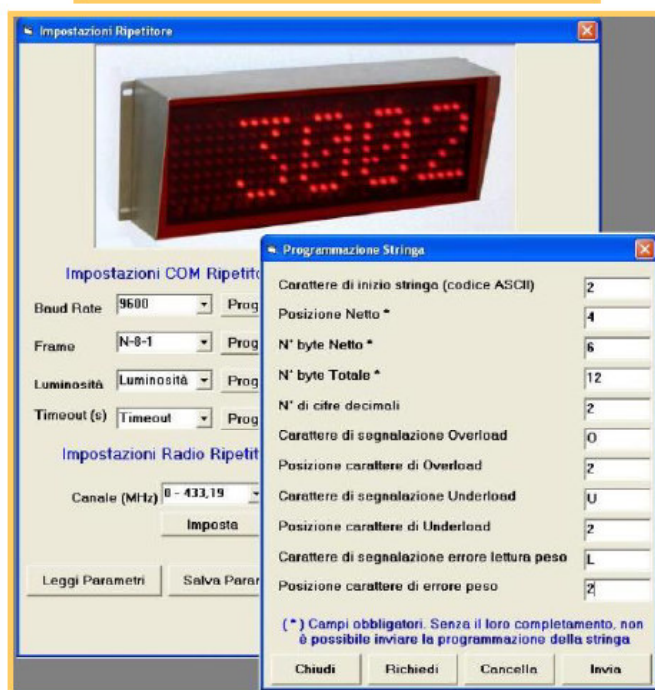 Impostazioni Ripetitore
3002
Programmazione Stringa
Impostazioni COM Ripetito
Baud Rate 9600 Prog
Frame N-8-1 Prog
Luminosità Luminosità Prog
Timeout (s) Timeout Prog
Impostazioni Radio Ripetit
Canale (MHz) 0 - 433,19
Imposta
Leggi Parametri Salva Para
Carattere di inizio stringa (codice ASCII) 2
Posizione Netto * 4
N° byte Netto * 6
N° byte Totale * 12
N° di cifre decimali 2
Carattere di segnalazione Overload O
Posizione carattere di Overload 2
Carattere di segnalazione Underload U
Posizione carattere di Underload 2
Carattere di segnalazione errore lettura peso L
Posizione carattere di errore peso 2
(*) Campi obbligatori. Senza il loro completamento, non
è possibile inviare la programmazione della stringa
Chiudi Richiedi Cancella Invia